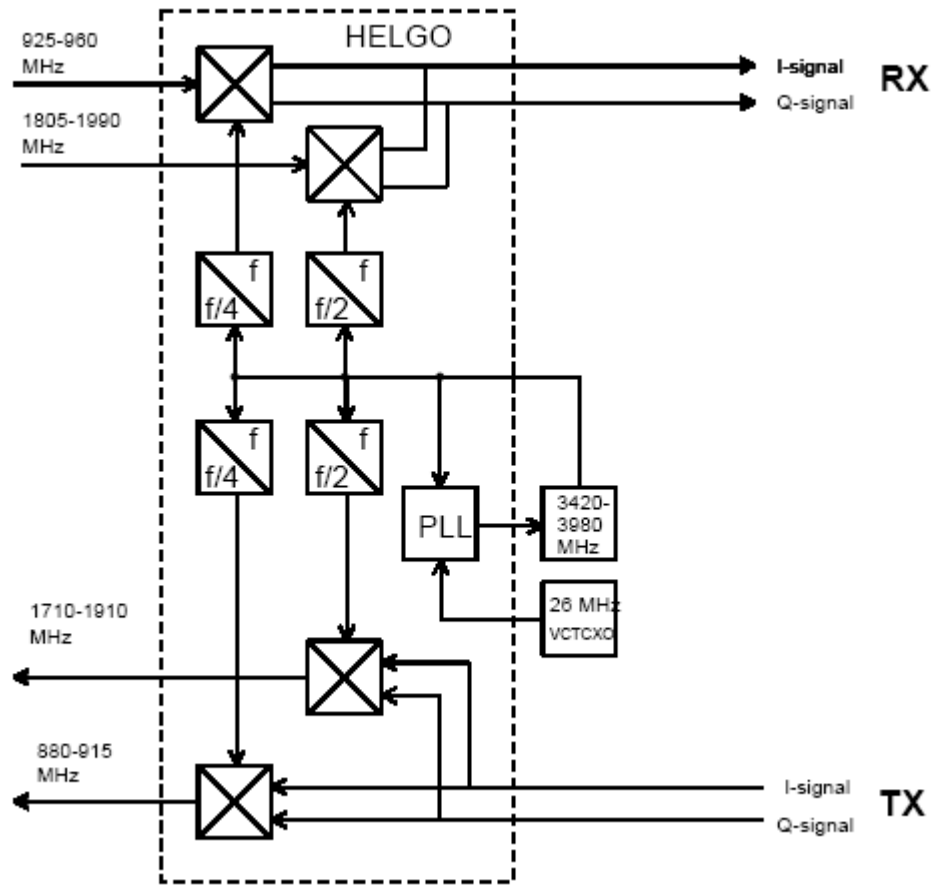 HELGO
925-960
MHz
I-signal
RX
Q-signal
1805-1990
MHz
f
f/4
f
f/2
f
f/4
f
f/2
PLL
3420-
3980
MHz
26 MHz
VCTCXO
1710-1910
MHz
880-915
MHz
I-signal
TX
Q-signal